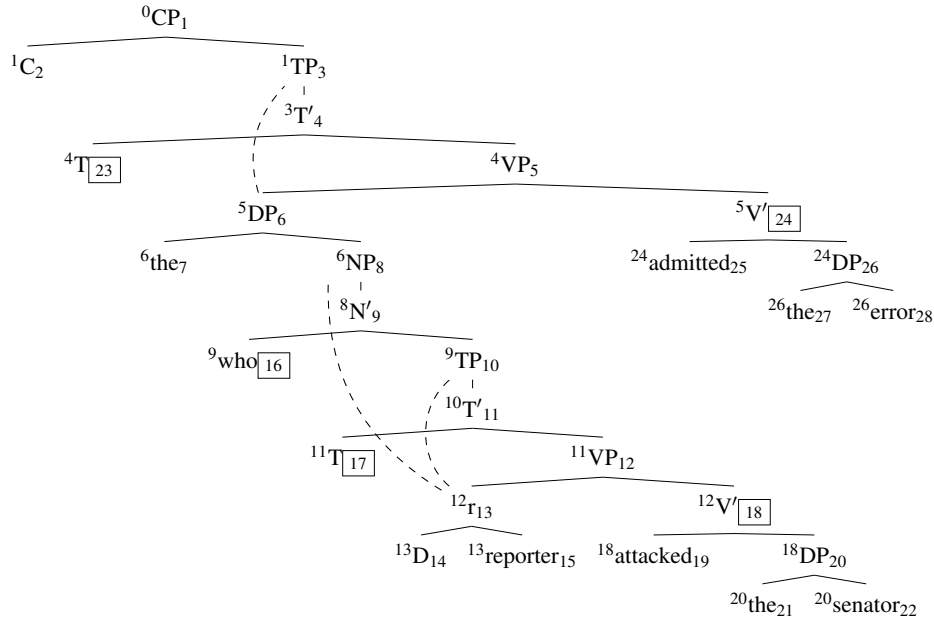 ⁰CP₁
¹C₂ ¹TP₃
³T′₄
⁴T 23 ⁴VP₅
⁵DP₆ ⁵V′ 24
⁶the₇ ⁶NP₈ ²⁴admitted₂₅ ²⁴DP₂₆
⁸N′₉ ²⁶the₂₇ ²⁶error₂₈
⁹who 16 ⁹TP₁₀
¹⁰T′₁₁
¹¹T 17 ¹¹VP₁₂
¹²r₁₃ ¹²V′ 18
¹³D₁₄ ¹³reporter₁₅ ¹⁸attacked₁₉ ¹⁸DP₂₀
²⁰the₂₁ ²⁰senator₂₂